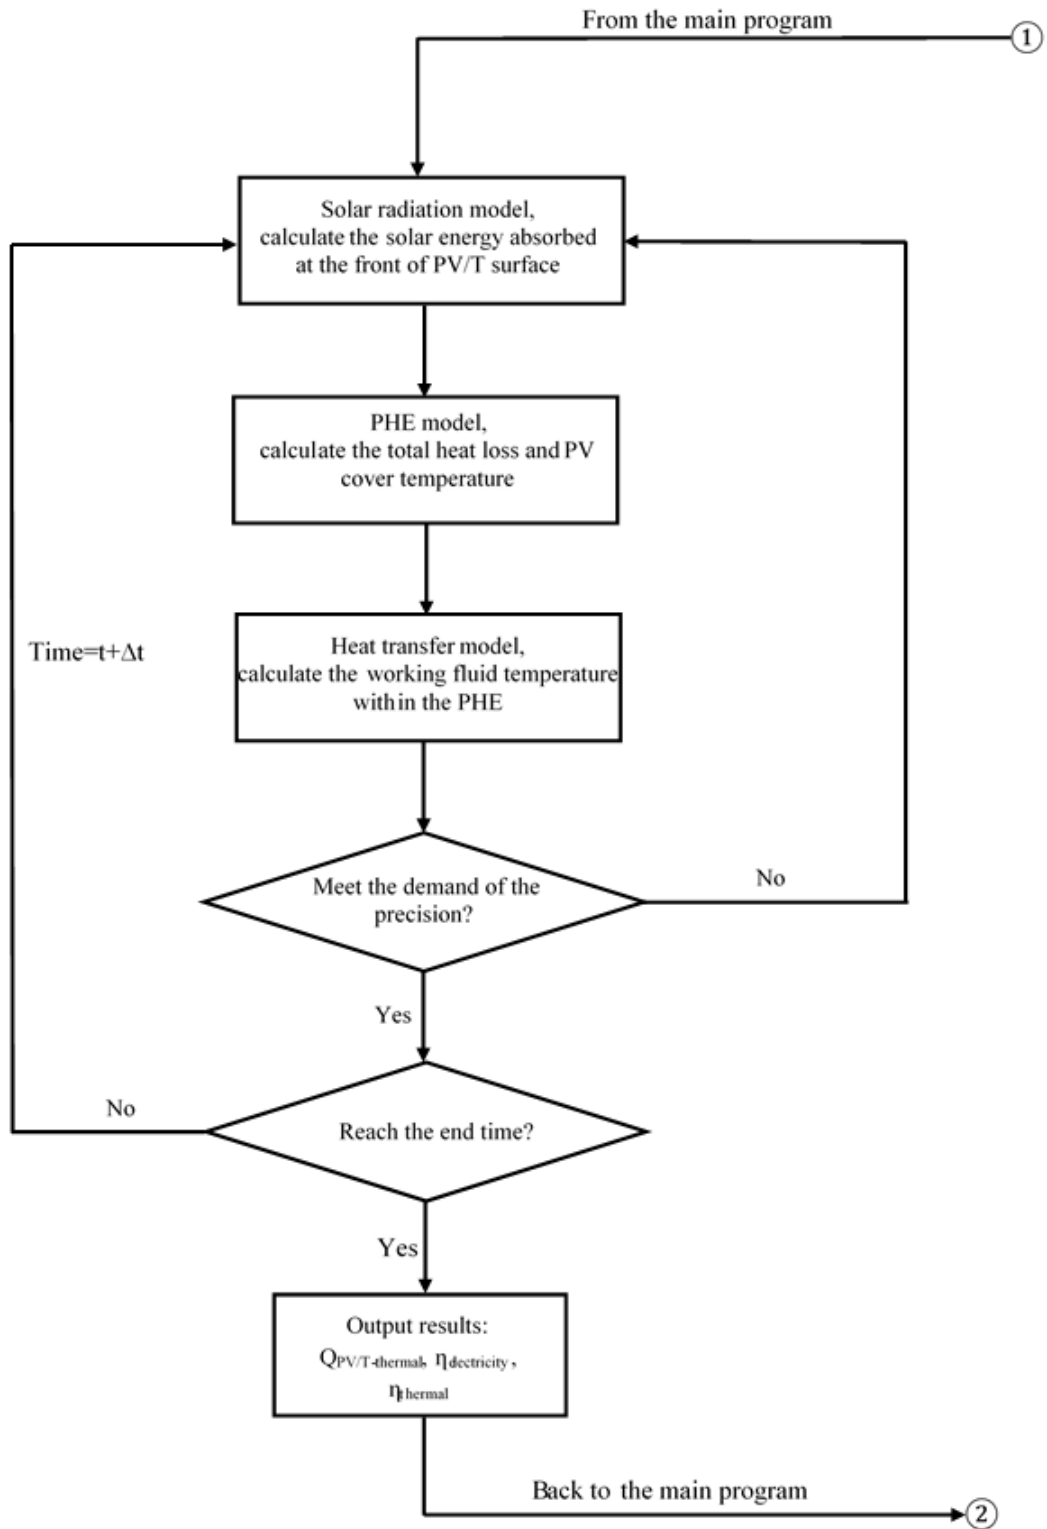 From the main program
①
Solar radiation model,
calculate the solar energy absorbed
at the front of PV/T surface
PHE model,
calculate the total heat loss and PV
cover temperature
Heat transfer model,
calculate the working fluid temperature
within the PHE
Time=t+Δt
Meet the demand of the
precision?
No
Yes
No
Reach the end time?
Yes
Output results:
QPV/T-thermal, ηdectricity,
ηthermal
Back to the main program
②